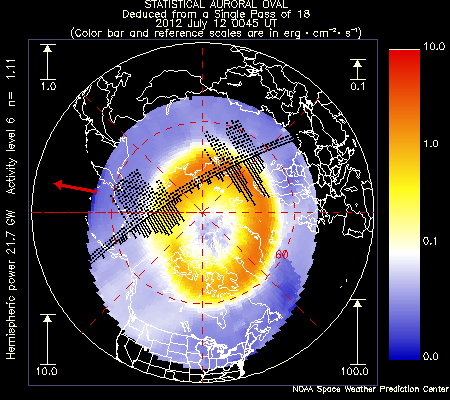 STATISTICAL AURORAL OVAL
Deduced from a Single Pass of 18
2012 July 12 0045 UT
(Color bar and reference scales are in erg · cm⁻² · s⁻¹)
Hemispheric power 21.7 GW Activity level 6 n= 1.11
1.0
0.1
10.0
1.0
0.1
0.0
60
10.0
100.0
NOAA Space Weather Prediction Center